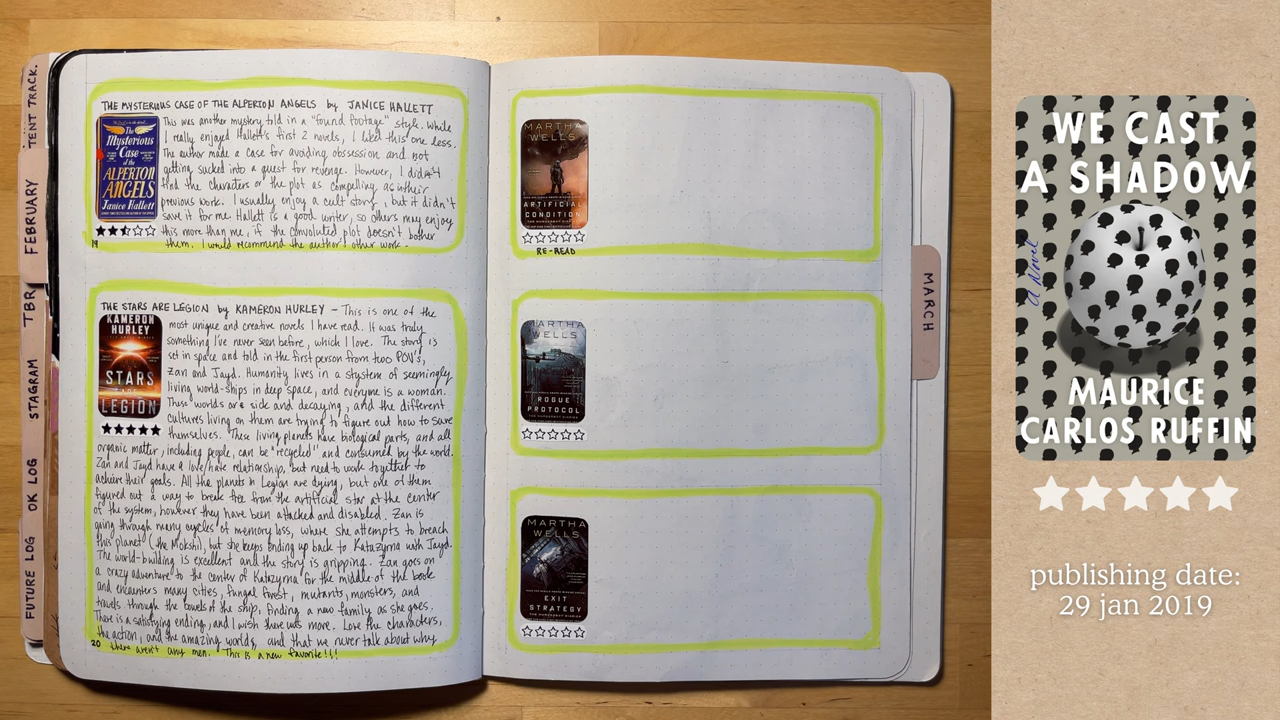 TENT TRACK.
FEBRUARY
TBR
STAGRAM
OK LOG
FUTURE LOG
THE MYSTERIOUS CASE OF THE ALPERTON ANGELS by JANICE HALLETT
This was another mystery told in a "found footage" style. While
I really enjoyed Hallett's first 2 novels, I liked this one less.
The author made a case for avoiding obsession and not
getting sucked into a quest for revenge. However, I didn't
find the characters or the plot as compelling as in their
previous work. I usually enjoy a cult story, but it didn't
save it for me. Hallett is a good writer, so others may enjoy
this more than me, if the convoluted plot doesn't bother
them. I would recommend the author's other work.
The
Mysterious
Case
of the
ALPERTON
ANGELS
Janice Hallett
19
THE STARS ARE LEGION by KAMERON HURLEY - This is one of the
most unique and creative novels I have read. It was truly
something I've never seen before, which I love. The story is
set in space and told in the first person from two POV's,
Zan and Jayd. Humanity lives in a system of seemingly
living world-ships in deep space, and everyone is a woman.
These worlds are sick and decaying, and the different
cultures living on them are trying to figure out how to save
themselves. These living planets have biological parts, and all
organic matter, including people, can be "recycled" and consumed by the world.
Zan and Jayd have a love/hate relationship, but need to work together to
achieve their goals. All the planets in Legion are dying, but one of them
figured out a way to break free from the artificial star at the center
of the system, however they have been attacked and disabled. Zan is
going through many cycles of memory loss, where she attempts to breach
this planet (the Mokshi), but she keeps ending up back to Katazyrna with Jayd.
The world-building is excellent and the story is gripping. Zan goes on
a crazy adventure to the center of Katazyrna for the middle of the book
and encounters many cities, fungal forest, mutants, monsters, and
travels through the bowels of the ship, finding a new family as she goes.
There is a satisfying ending, and I wish there was more. Love the characters,
the action, and the amazing worlds, and that we never talk about why
there aren't any men. This is a new favorite!!!
KAMERON
HURLEY
STARS
LEGION
20
MARTHA
WELLS
ARTIFICIAL
CONDITION
THE MURDERBOT DIARIES
RE-READ
MARTHA
WELLS
ROGUE
PROTOCOL
THE MURDERBOT DIARIES
MARTHA
WELLS
EXIT
STRATEGY
THE MURDERBOT DIARIES
MARCH
WE CAST
A SHADOW
a Novel
MAURICE
CARLOS RUFFIN
publishing date:
29 jan 2019